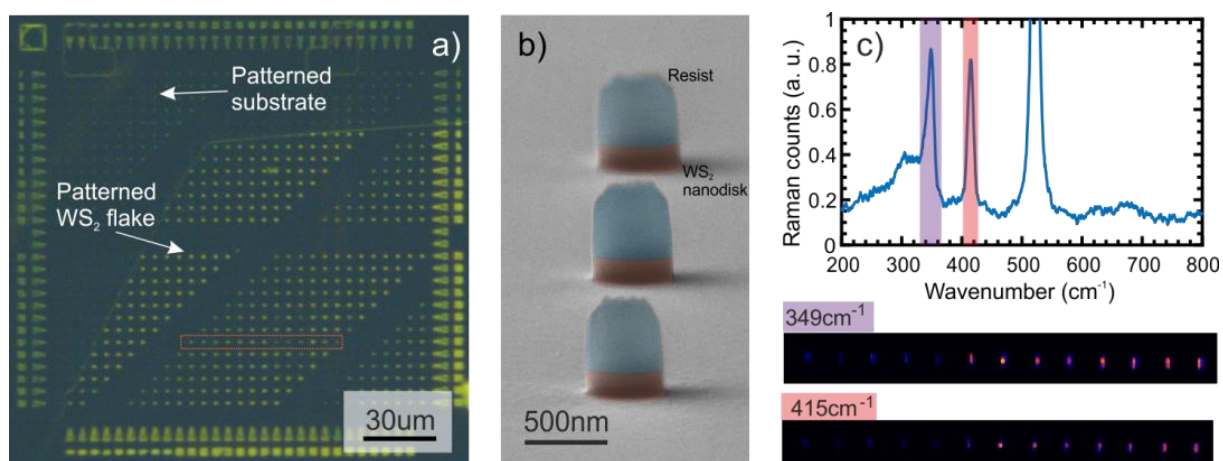 a)
Patterned
substrate
Patterned
WS₂ flake
30um
b)
Resist
WS₂
nanodisk
500nm
c)
Raman counts (a. u.)
1
0.8
0.6
0.4
0.2
0
200 300 400 500 600 700 800
Wavenumber (cm⁻¹)
349cm⁻¹
415cm⁻¹